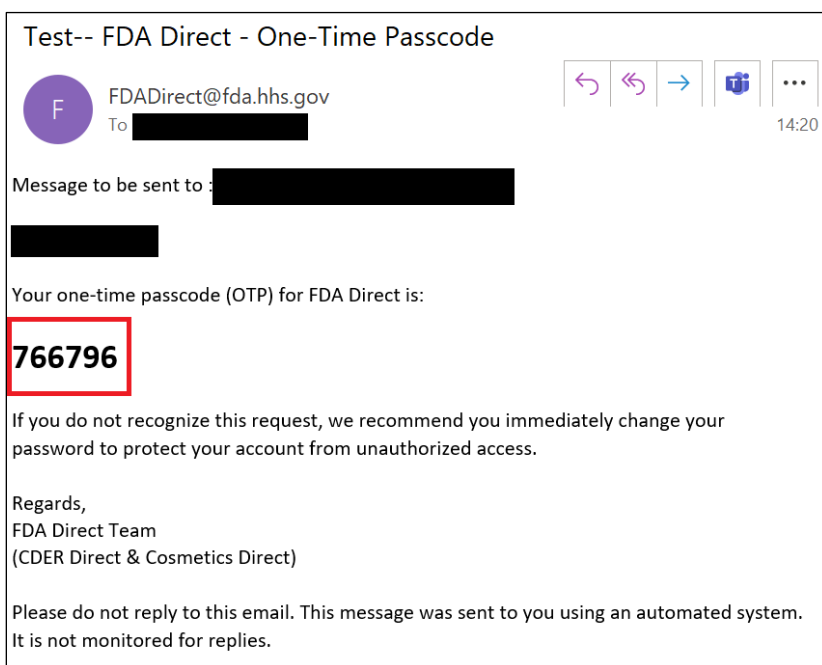 Test-- FDA Direct - One-Time Passcode
F
FDADirect@fda.hhs.gov
To
14:20
Message to be sent to :
Your one-time passcode (OTP) for FDA Direct is:
766796
If you do not recognize this request, we recommend you immediately change your
password to protect your account from unauthorized access.
Regards,
FDA Direct Team
(CDER Direct & Cosmetics Direct)
Please do not reply to this email. This message was sent to you using an automated system.
It is not monitored for replies.